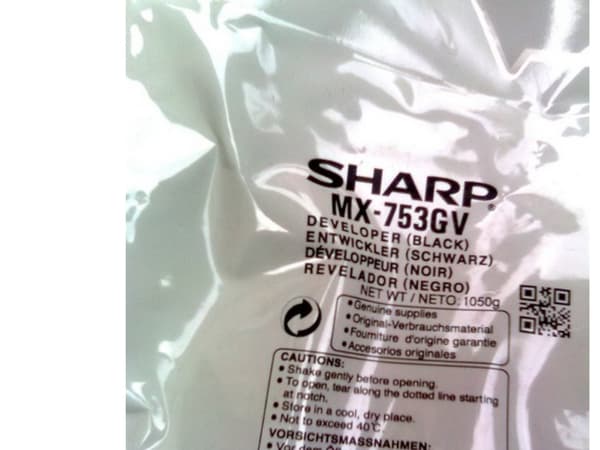 SHARP®
MX-753GV
DEVELOPER (BLACK)
ENTWICKLER (SCHWARZ)
DÉVELOPPEUR (NOIR)
REVELADOR (NEGRO)
NET WT / NETO: 1050g
• Genuine supplies
• Original-Verbrauchsmaterial
• Fourniture d'origine garantie
• Accesorios originales
CAUTIONS:
• Shake gently before opening.
• To open, tear along the dotted line starting
at notch.
• Store in a cool, dry place.
• Not to exceed 40°C
VORSICHTSMASSNAHMEN:
• Vor dem